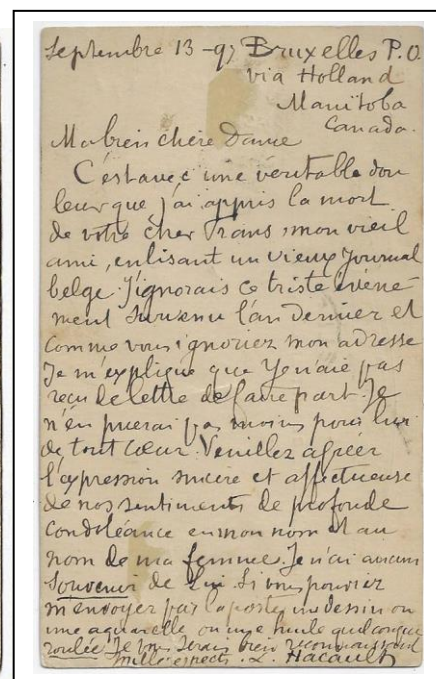 Septembre 13 -97 Bruxelles P.O.
via Holland
Manitoba
Canada.
Ma bien chère Dame
C'est avec une véritable dou
leur que j'ai appris la mort
de votre cher Frans, mon vieil
ami, en lisant un vieux Journal
belge. J'ignorais ce triste événe
ment survenu l'an dernier et
comme vous ignoriez mon adresse
Je m'explique que je n'aie pas
reçu de lettre de faire part. Je
n'en prierai pas moins pour lui
de tout cœur. Veuillez agréer
l'expression sincère et affectueuse
de nos sentiments de profonde
condoléance en mon nom et au
nom de ma femme. Je n'ai aucun
souvenir de lui. Si vous pouviez
m'envoyer par la poste un dessin ou
une aquarelle ou une huile quelconque
roulée Je vous serais bien reconnaissant
Mille respects. L. Hacault